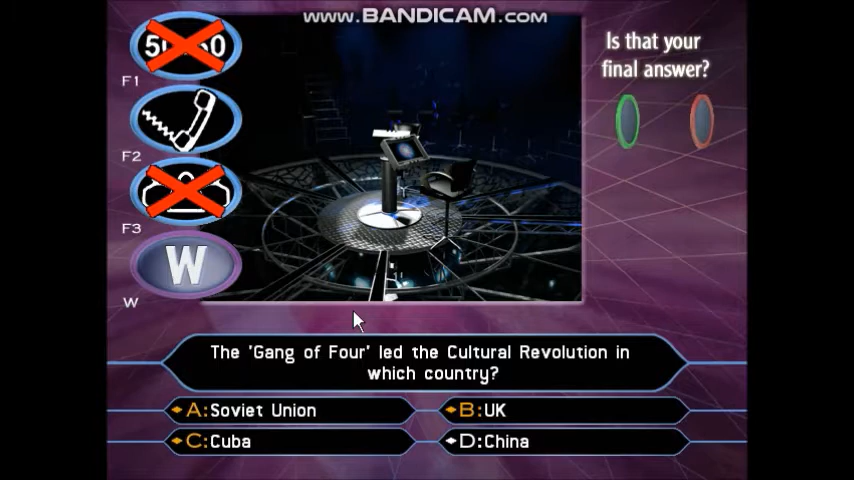 www.BANDICAM.com
Is that your
final answer?
F1
F2
F3
W
W
The 'Gang of Four' led the Cultural Revolution in
which country?
A:Soviet Union
B:UK
C:Cuba
D:China